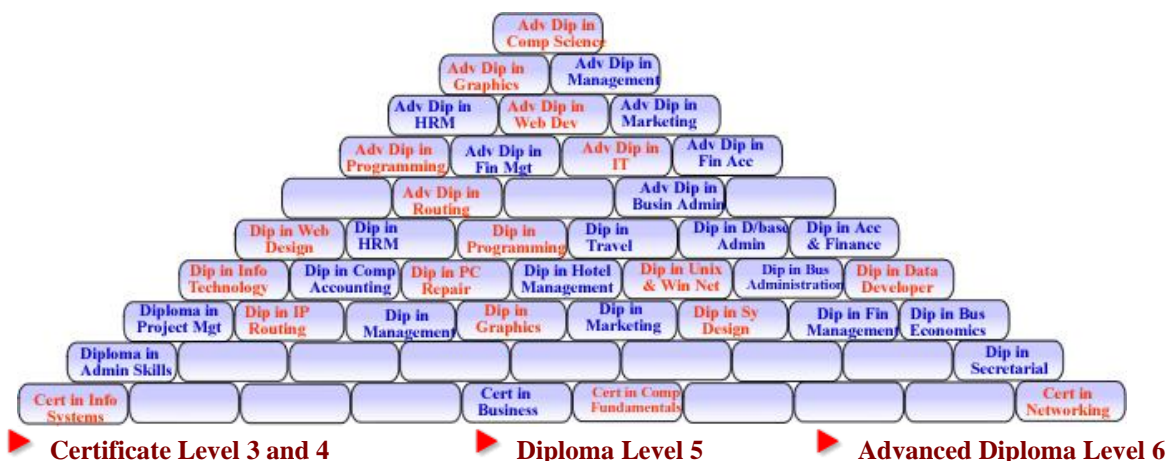 Adv Dip in
Comp Science
Adv Dip in
Graphics
Adv Dip in
Management
Adv Dip in
HRM
Adv Dip in
Web Dev
Adv Dip in
Marketing
Adv Dip in
Programming
Adv Dip in
Fin Mgt
Adv Dip in
IT
Adv Dip in
Fin Acc
Adv Dip in
Routing
Adv Dip in
Busin Admin
Dip in Web
Design
Dip in
HRM
Dip in
Programming
Dip in
Travel
Dip in D/base
Admin
Dip in Acc
& Finance
Dip in Info
Technology
Dip in Comp
Accounting
Dip in PC
Repair
Dip in Hotel
Management
Dip in Unix
& Win Net
Dip in Bus
Administration
Dip in Data
Developer
Diploma in
Project Mgt
Dip in IP
Routing
Dip in
Management
Dip in
Graphics
Dip in
Marketing
Dip in Sy
Design
Dip in Fin
Management
Dip in Bus
Economics
Diploma in
Admin Skills
Dip in
Secretarial
Cert in Info
Systems
Cert in
Business
Cert in Comp
Fundamentals
Cert in
Networking
Certificate Level 3 and 4
Diploma Level 5
Advanced Diploma Level 6